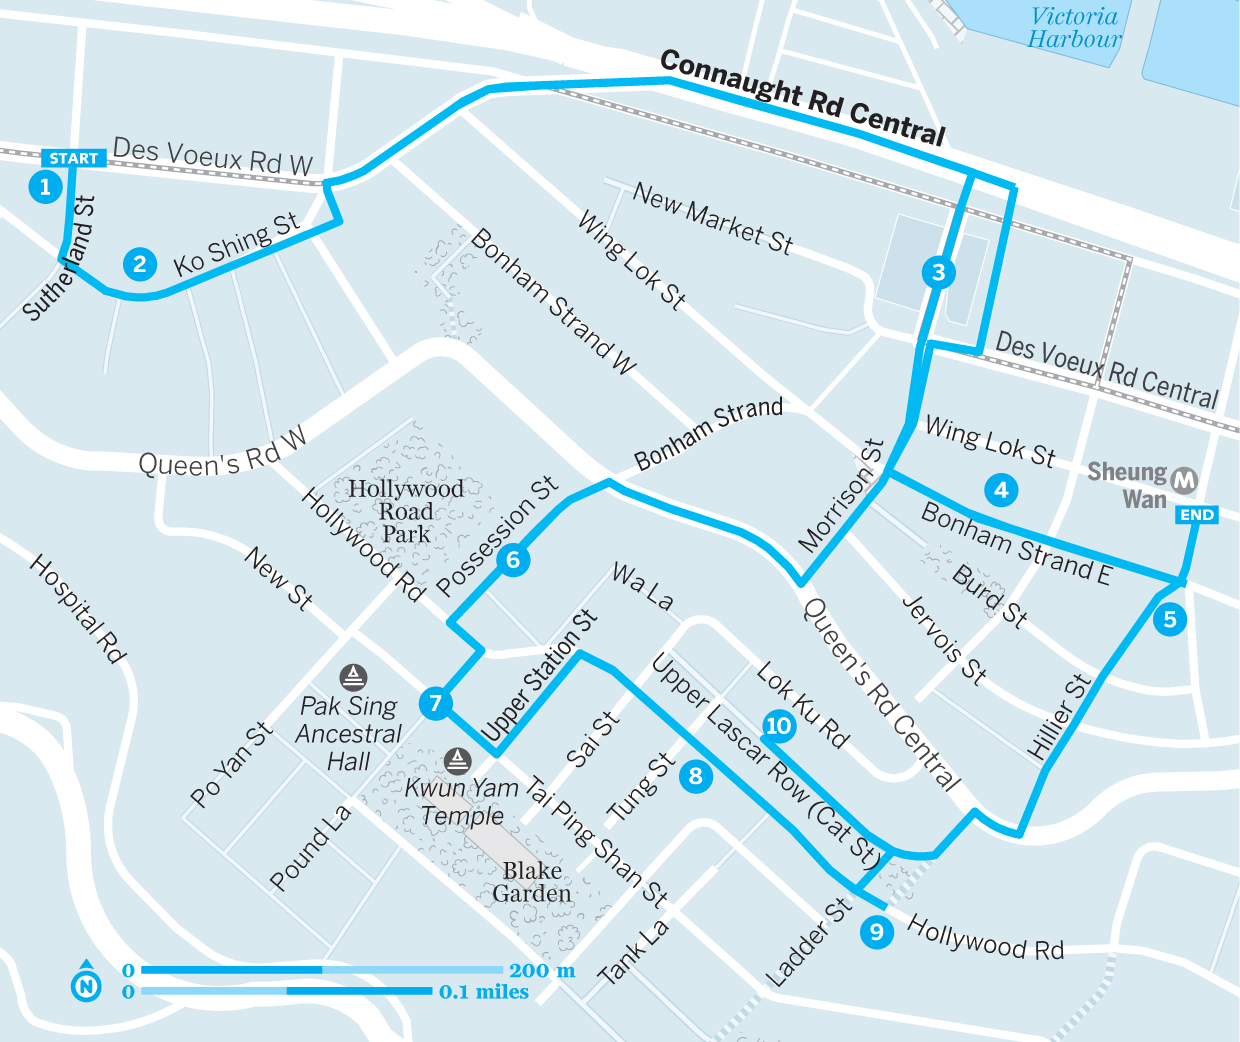 Victoria
Harbour
Connaught Rd Central
START
Des Voeux Rd W
1
Sutherland St
2
Ko Shing St
New Market St
Wing Lok St
Bonham Strand W
3
Des Voeux Rd Central
Bonham Strand
Queen's Rd W
Morrison St
Wing Lok St
Sheung
Wan
M
4
END
Bonham Strand E
Hollywood
Road
Park
Hollywood Rd
Possession St
6
New St
Hospital Rd
Wa La
Burd St
5
Queen's Rd Central
Jervois St
Hillier St
Upper Station St
7
Pak Sing
Ancestral
Hall
Po Yan St
Kwun Yam
Temple
Sai St
Tung St
Upper Lascar Row (Cat St)
Lok Ku Rd
10
8
Tai Ping Shan St
Pound La
Blake
Garden
Tank La
Ladder St
9
Hollywood Rd
N
0
200 m
0
0.1 miles